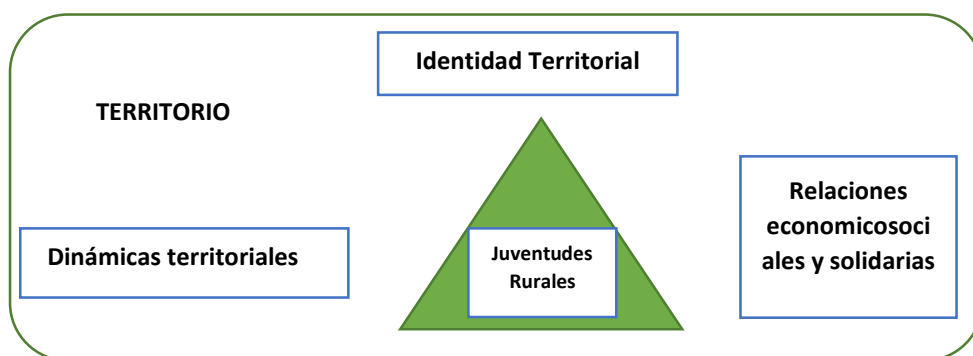 Identidad Territorial
TERRITORIO
Relaciones
economicosoci
ales y solidarias
Dinámicas territoriales
Juventudes
Rurales